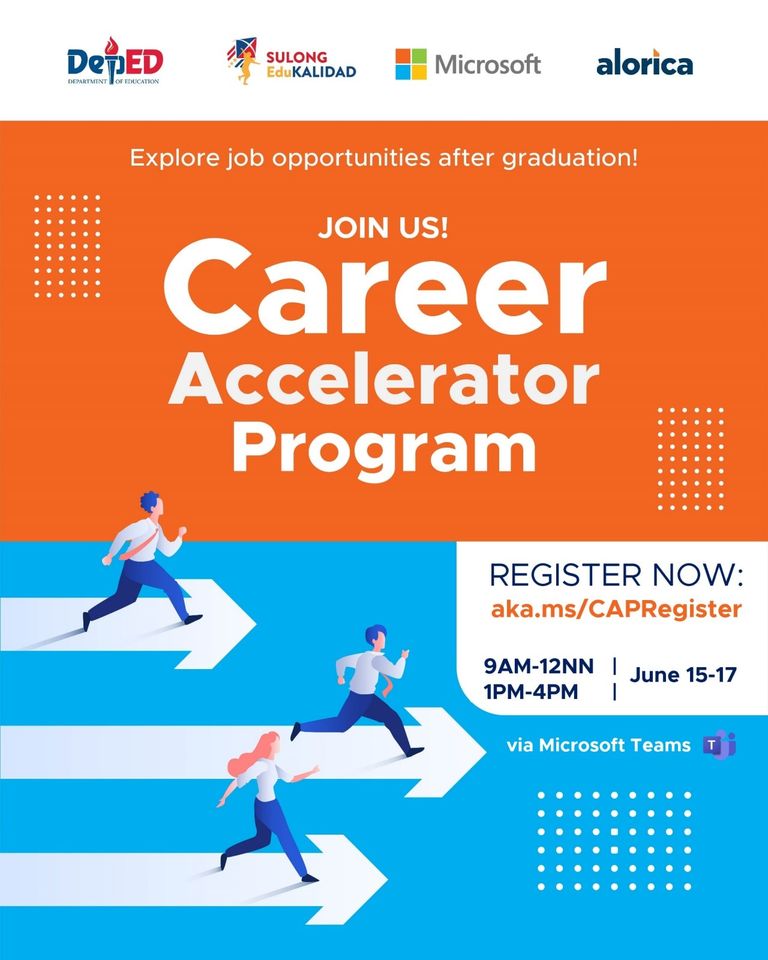 DepED
DEPARTMENT OF EDUCATION
SULONG
EduKALIDAD
Microsoft
alorica
Explore job opportunities after graduation!
JOIN US!
Career
Accelerator
Program
REGISTER NOW:
aka.ms/CAPRegister
9AM-12NN |
1PM-4PM |
June 15-17
via Microsoft Teams
T